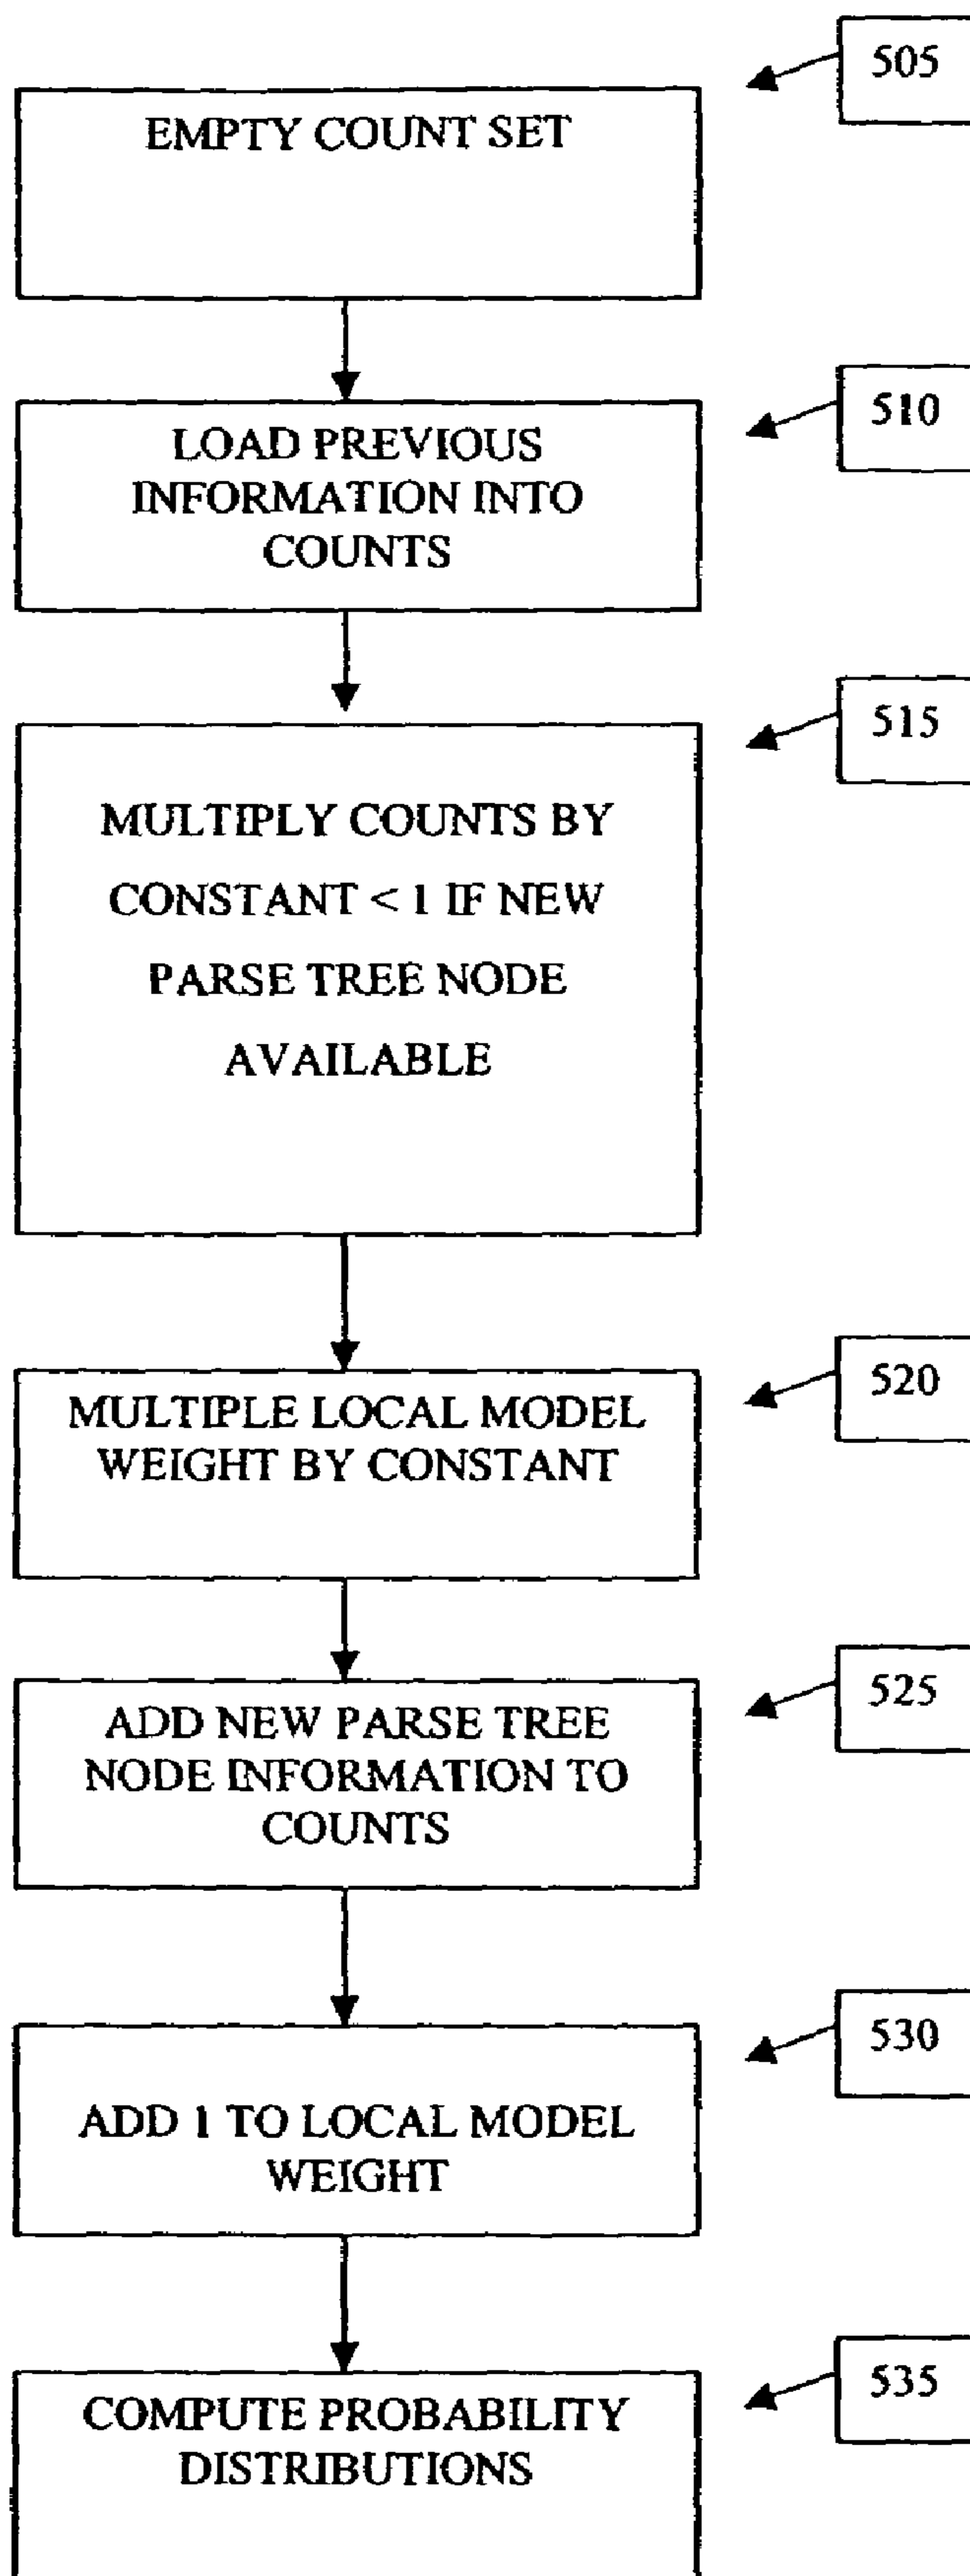 505
EMPTY COUNT SET
510
LOAD PREVIOUS
INFORMATION INTO
COUNTS
515
MULTIPLY COUNTS BY
CONSTANT < 1 IF NEW
PARSE TREE NODE
AVAILABLE
520
MULTIPLE LOCAL MODEL
WEIGHT BY CONSTANT
525
ADD NEW PARSE TREE
NODE INFORMATION TO
COUNTS
530
ADD 1 TO LOCAL MODEL
WEIGHT
535
COMPUTE PROBABILITY
DISTRIBUTIONS